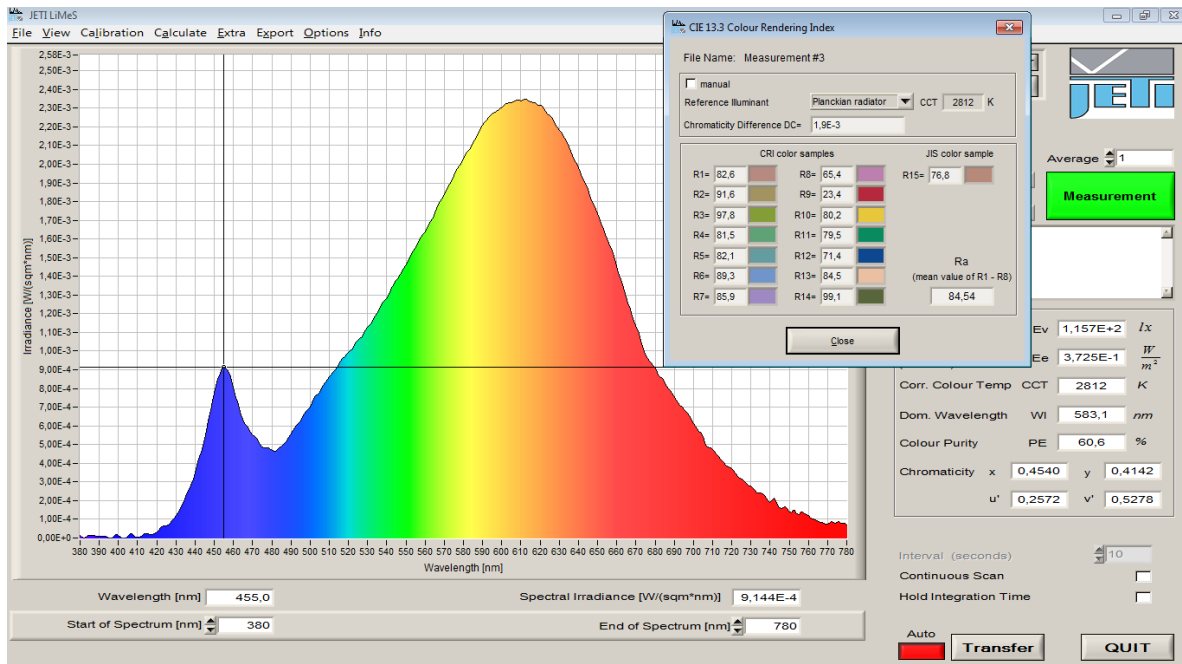 JETI LiMeS
File View Calibration Calculate Extra Export Options Info
2,58E-3
2,50E-3
2,40E-3
2,30E-3
2,20E-3
2,10E-3
2,00E-3
1,90E-3
1,80E-3
1,70E-3
1,60E-3
1,50E-3
1,40E-3
1,30E-3
1,20E-3
1,10E-3
1,00E-3
9,00E-4
8,00E-4
7,00E-4
6,00E-4
5,00E-4
4,00E-4
3,00E-4
2,00E-4
1,00E-4
0,00E+0
Irradiance [W/(sqm*nm)]
380 390 400 410 420 430 440 450 460 470 480 490 500 510 520 530 540 550 560 570 580 590 600 610 620 630 640 650 660 670 680 690 700 710 720 730 740 750 760 770 780
Wavelength [nm]
Wavelength [nm] 455,0
Spectral Irradiance [W/(sqm*nm)] 9,144E-4
Start of Spectrum [nm] 380
End of Spectrum [nm] 780
CIE 13.3 Colour Rendering Index
File Name: Measurement #3
manual
Reference Illuminant Planckian radiator CCT 2812 K
Chromaticity Difference DC= 1,9E-3
CRI color samples JIS color sample
R1= 82,6 R8= 65,4 R15= 76,8
R2= 91,6 R9= 23,4
R3= 97,8 R10= 80,2
R4= 81,5 R11= 79,5
R5= 82,1 R12= 71,4
R6= 89,3 R13= 84,5
R7= 85,9 R14= 99,1
Ra
(mean value of R1 - R8)
84,54
Close
JETI
Average 1
Measurement
Ev 1,157E+2 lx
Ee 3,725E-1 W
m²
Corr. Colour Temp CCT 2812 K
Dom. Wavelength Wl 583,1 nm
Colour Purity PE 60,6 %
Chromaticity x 0,4540 y 0,4142
u' 0,2572 v' 0,5278
Interval (seconds) 10
Continuous Scan
Hold Integration Time
Auto
Transfer
QUIT